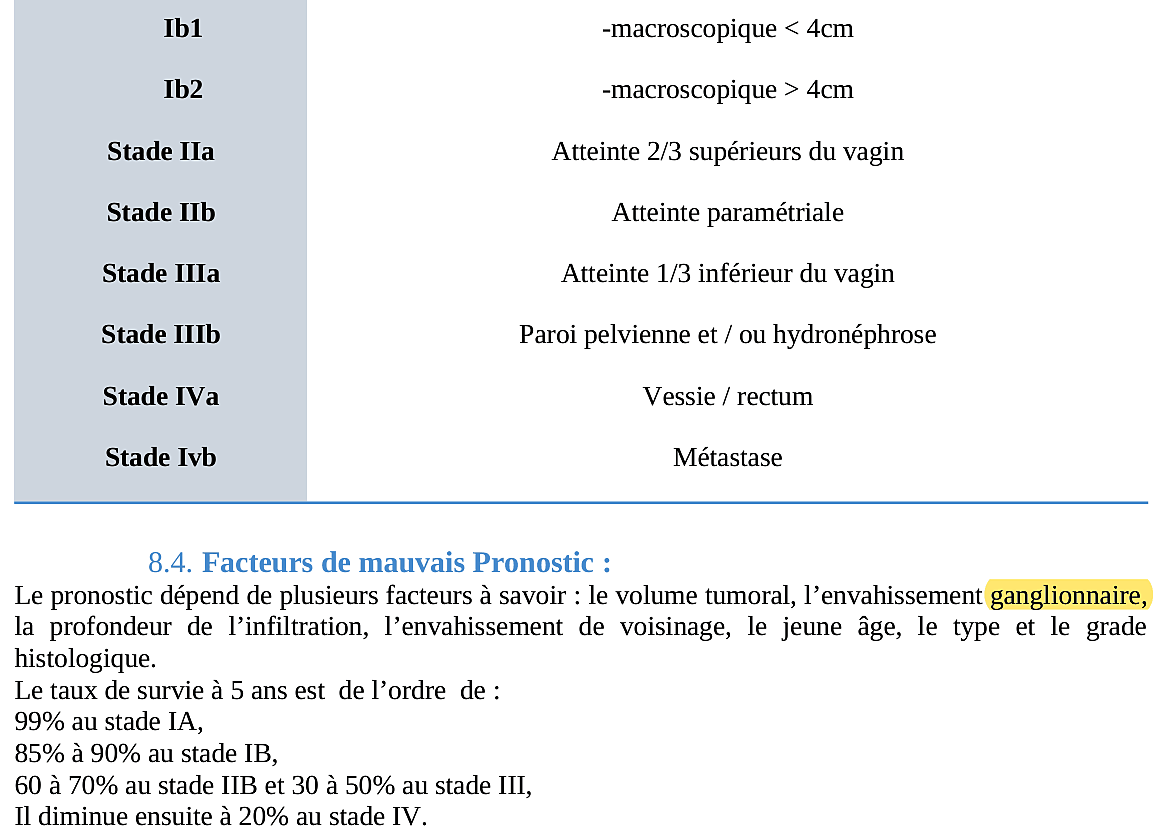 Ib1 -macroscopique < 4cm
Ib2 -macroscopique > 4cm
Stade IIa Atteinte 2/3 supérieurs du vagin
Stade IIb Atteinte paramétriale
Stade IIIa Atteinte 1/3 inférieur du vagin
Stade IIIb Paroi pelvienne et / ou hydronéphrose
Stade IVa Vessie / rectum
Stade Ivb Métastase
8.4. Facteurs de mauvais Pronostic :
Le pronostic dépend de plusieurs facteurs à savoir : le volume tumoral, l’envahissement ganglionnaire,
la profondeur de l’infiltration, l’envahissement de voisinage, le jeune âge, le type et le grade
histologique.
Le taux de survie à 5 ans est de l’ordre de :
99% au stade IA,
85% à 90% au stade IB,
60 à 70% au stade IIB et 30 à 50% au stade III,
Il diminue ensuite à 20% au stade IV.